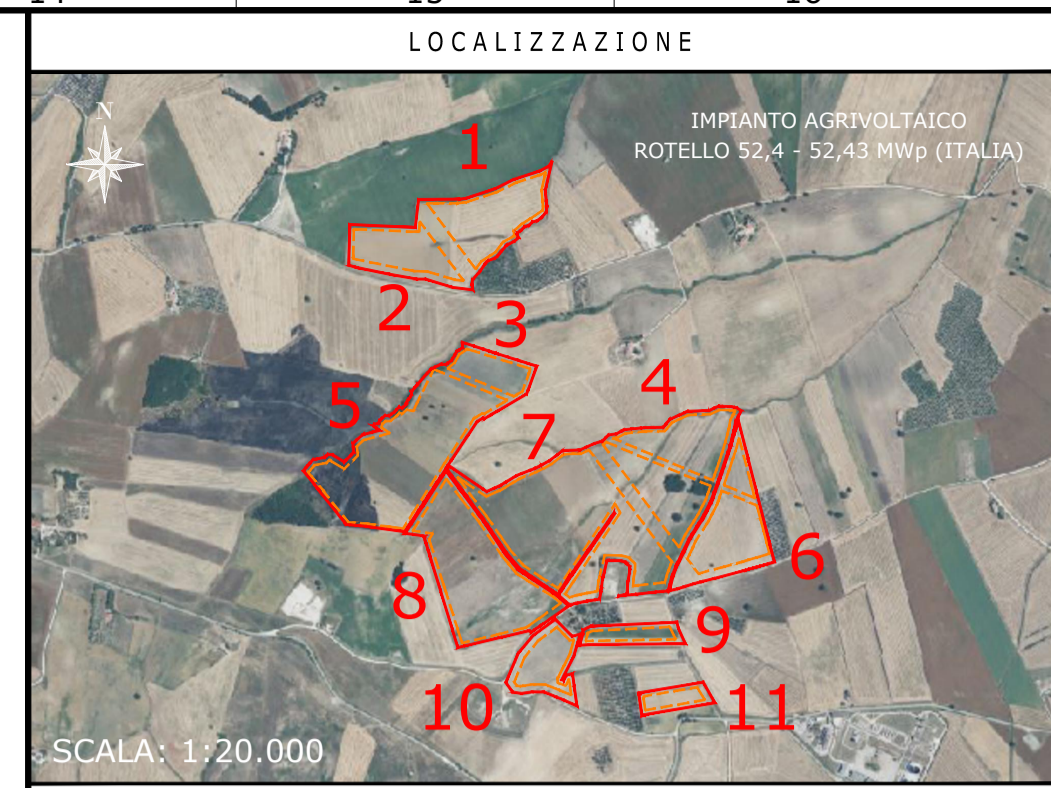 LOCALIZZAZIONE
N
IMPIANTO AGRIVOLTAICO
ROTELLO 52,4 - 52,43 MWp (ITALIA)
1
2
3
4
5
7
6
8
9
10
11
SCALA: 1:20.000